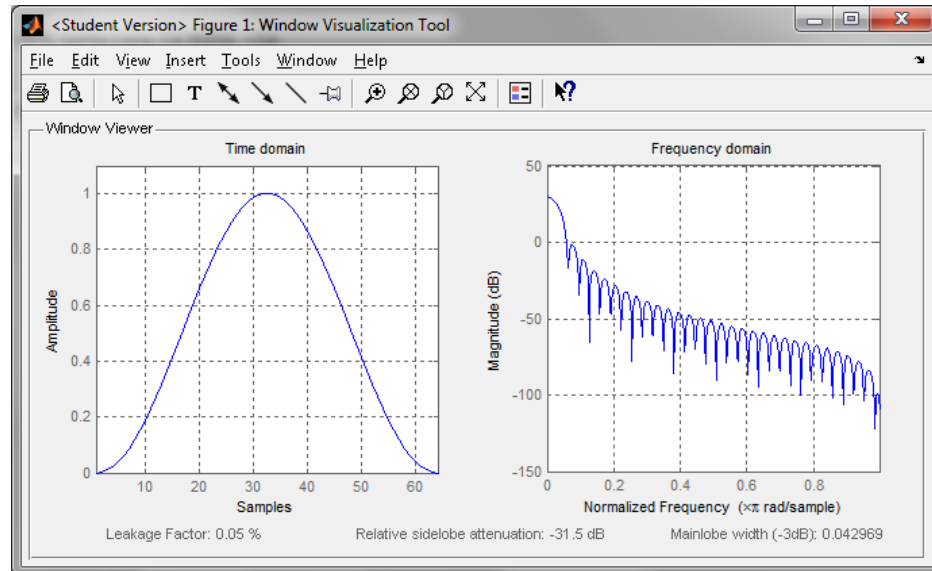 <Student Version> Figure 1: Window Visualization Tool
File Edit View Insert Tools Window Help
T
?
Window Viewer
Time domain
Frequency domain
1
0.8
0.6
0.4
0.2
0
Amplitude
10 20 30 40 50 60
Samples
50
0
-50
-100
-150
Magnitude (dB)
0 0.2 0.4 0.6 0.8
Normalized Frequency (×π rad/sample)
Leakage Factor: 0.05 %
Relative sidelobe attenuation: -31.5 dB
Mainlobe width (-3dB): 0.042969